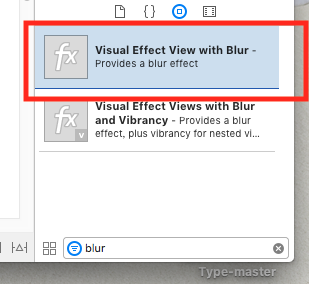 {}
fx
Visual Effect View with Blur -
Provides a blur effect
fx
v
Visual Effect Views with Blur
and Vibrancy - Provides a blur
effect, plus vibrancy for nested vi...
blur
Type-master